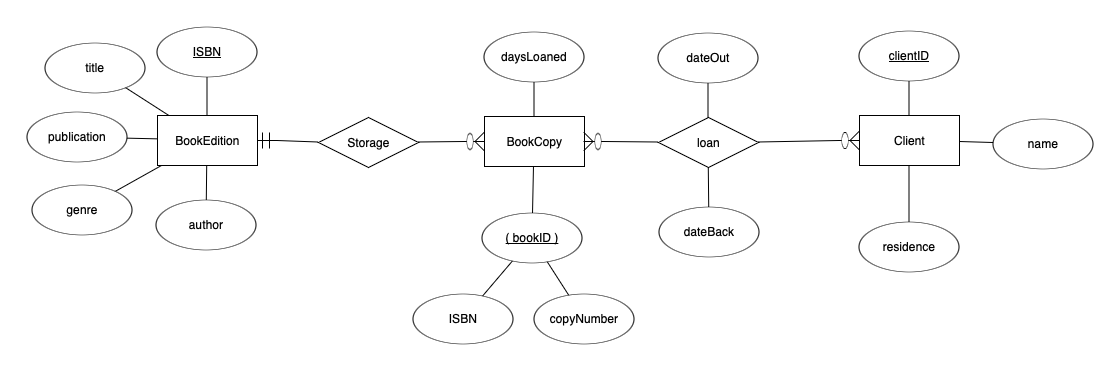 ISBN
title
publication
BookEdition
genre
author
Storage
daysLoaned
BookCopy
( bookID )
ISBN
copyNumber
dateOut
loan
dateBack
clientID
Client
name
residence